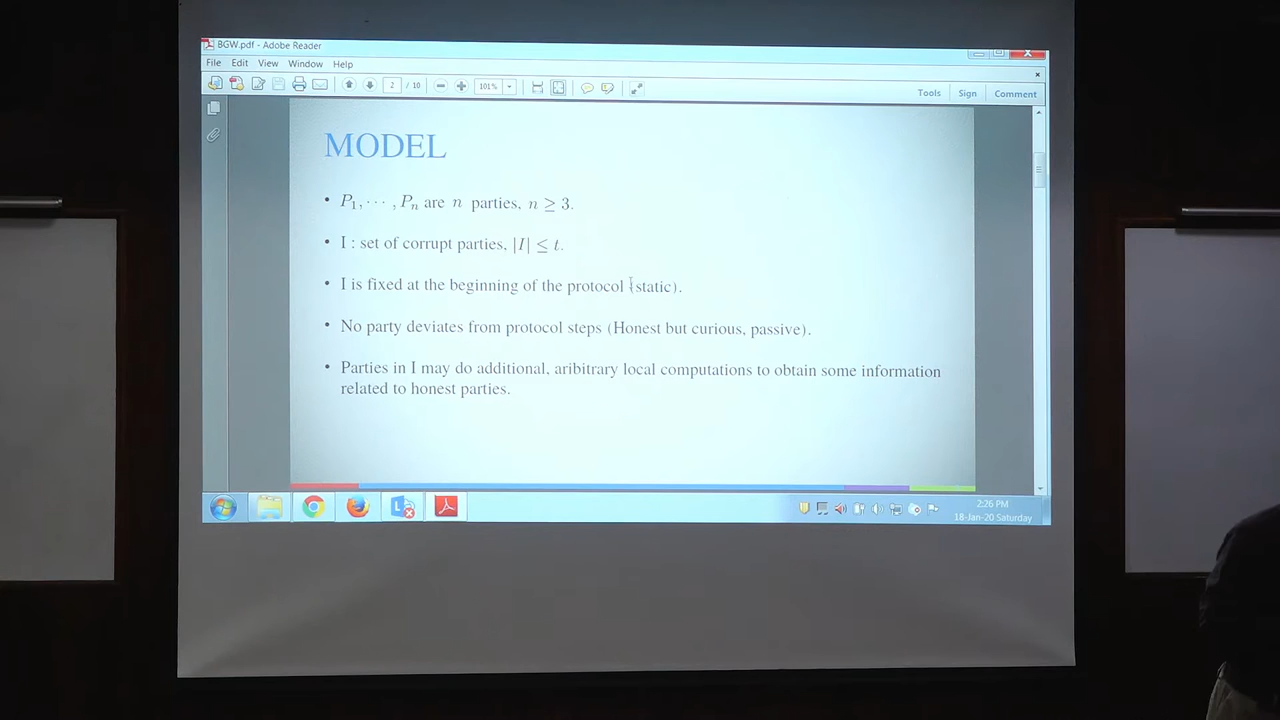 BGW.pdf - Adobe Reader
File Edit View Window Help
2 / 10 101% Tools Sign Comment
MODEL
• P₁, ⋯ , Pₙ are n parties, n ≥ 3.
• I : set of corrupt parties, |I| ≤ t.
• I is fixed at the beginning of the protocol (static).
• No party deviates from protocol steps (Honest but curious, passive).
• Parties in I may do additional, aribitrary local computations to obtain some information
related to honest parties.
2:26 PM
18-Jan-20 Saturday